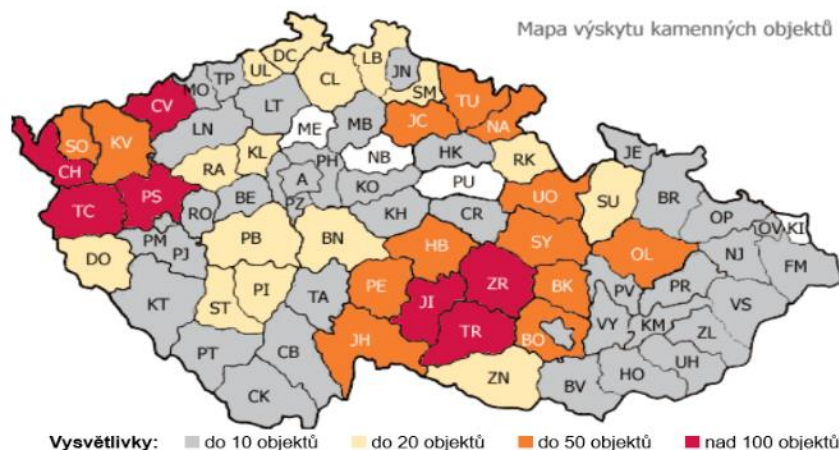 Mapa výskytu kamenných objektů
DC
LB
UL
JN
TP
CL
MO
SM
CV
TU
LT
ME
MB
JC
NA
SO
KV
LN
KL
NB
HK
JE
CH
RA
PH
RK
A
KO
PU
BR
TC
PS
BE
PZ
UO
SU
RO
KH
CR
OP
OV
KI
PM
PB
BN
HB
SY
OL
NJ
DO
PJ
FM
PE
ZR
BK
PV
PR
KT
ST
PI
TA
JI
VS
VY
KM
TR
BO
ZL
PT
CB
JH
UH
ZN
HO
CK
BV
Vysvětlivky: do 10 objektů do 20 objektů do 50 objektů nad 100 objektů